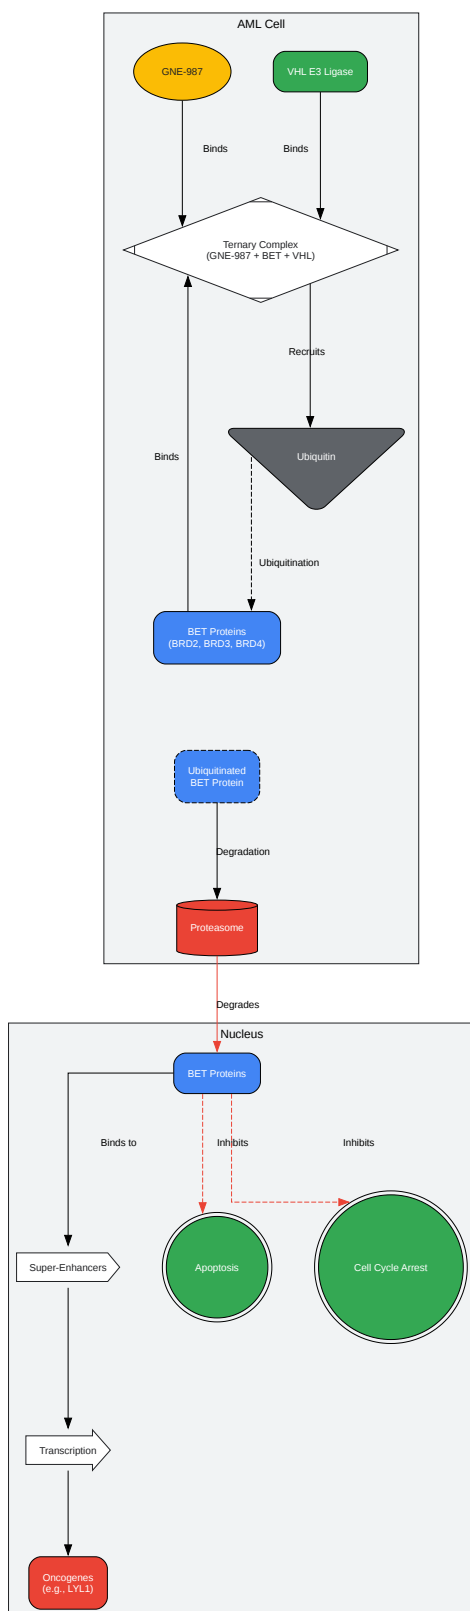 AML Cell
GNE-987
VHL E3 Ligase
Binds
Binds
Ternary Complex
(GNE-987 + BET + VHL)
Recruits
Binds
Ubiquitin
Ubiquitination
BET Proteins
(BRD2, BRD3, BRD4)
Ubiquitinated
BET Protein
Degradation
Proteasome
Degrades
Nucleus
BET Proteins
Binds to
Inhibits
Inhibits
Super-Enhancers
Apoptosis
Cell Cycle Arrest
Transcription
Oncogenes
(e.g., LYL1)